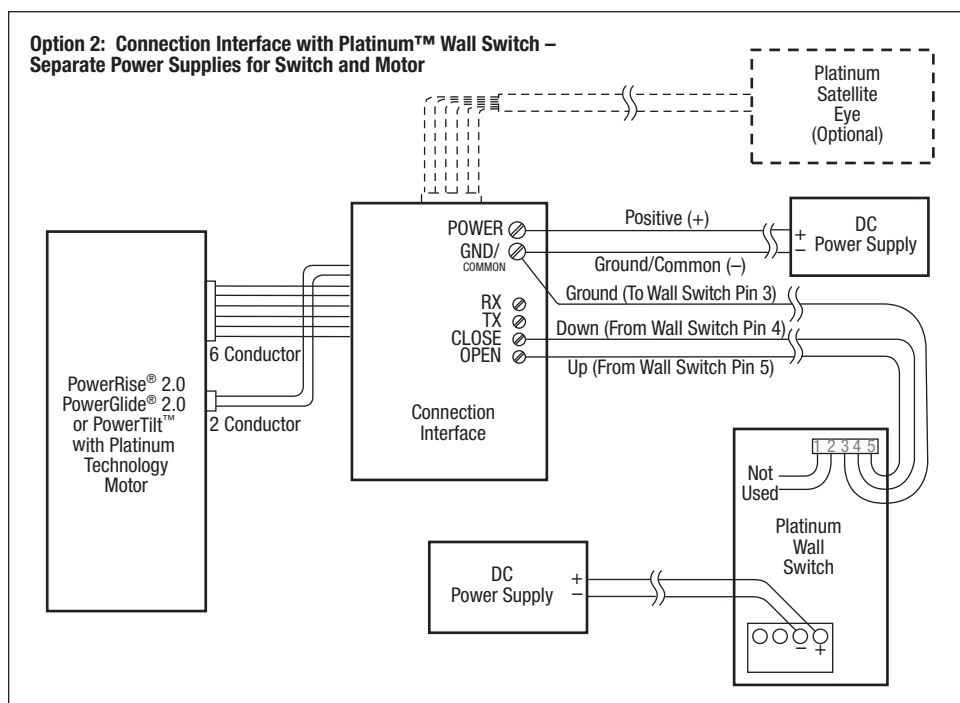 Option 2: Connection Interface with Platinum™ Wall Switch –
Separate Power Supplies for Switch and Motor
Platinum
Satellite
Eye
(Optional)
POWER
GND/
COMMON
RX
TX
CLOSE
OPEN
Connection
Interface
Positive (+)
Ground/Common (–)
Ground (To Wall Switch Pin 3)
Down (From Wall Switch Pin 4)
Up (From Wall Switch Pin 5)
+
–
DC
Power Supply
6 Conductor
2 Conductor
PowerRise® 2.0
PowerGlide® 2.0
or PowerTilt™
with Platinum
Technology
Motor
1 2 3 4 5
Not
Used
Platinum
Wall
Switch
DC
Power Supply
+
–
– +